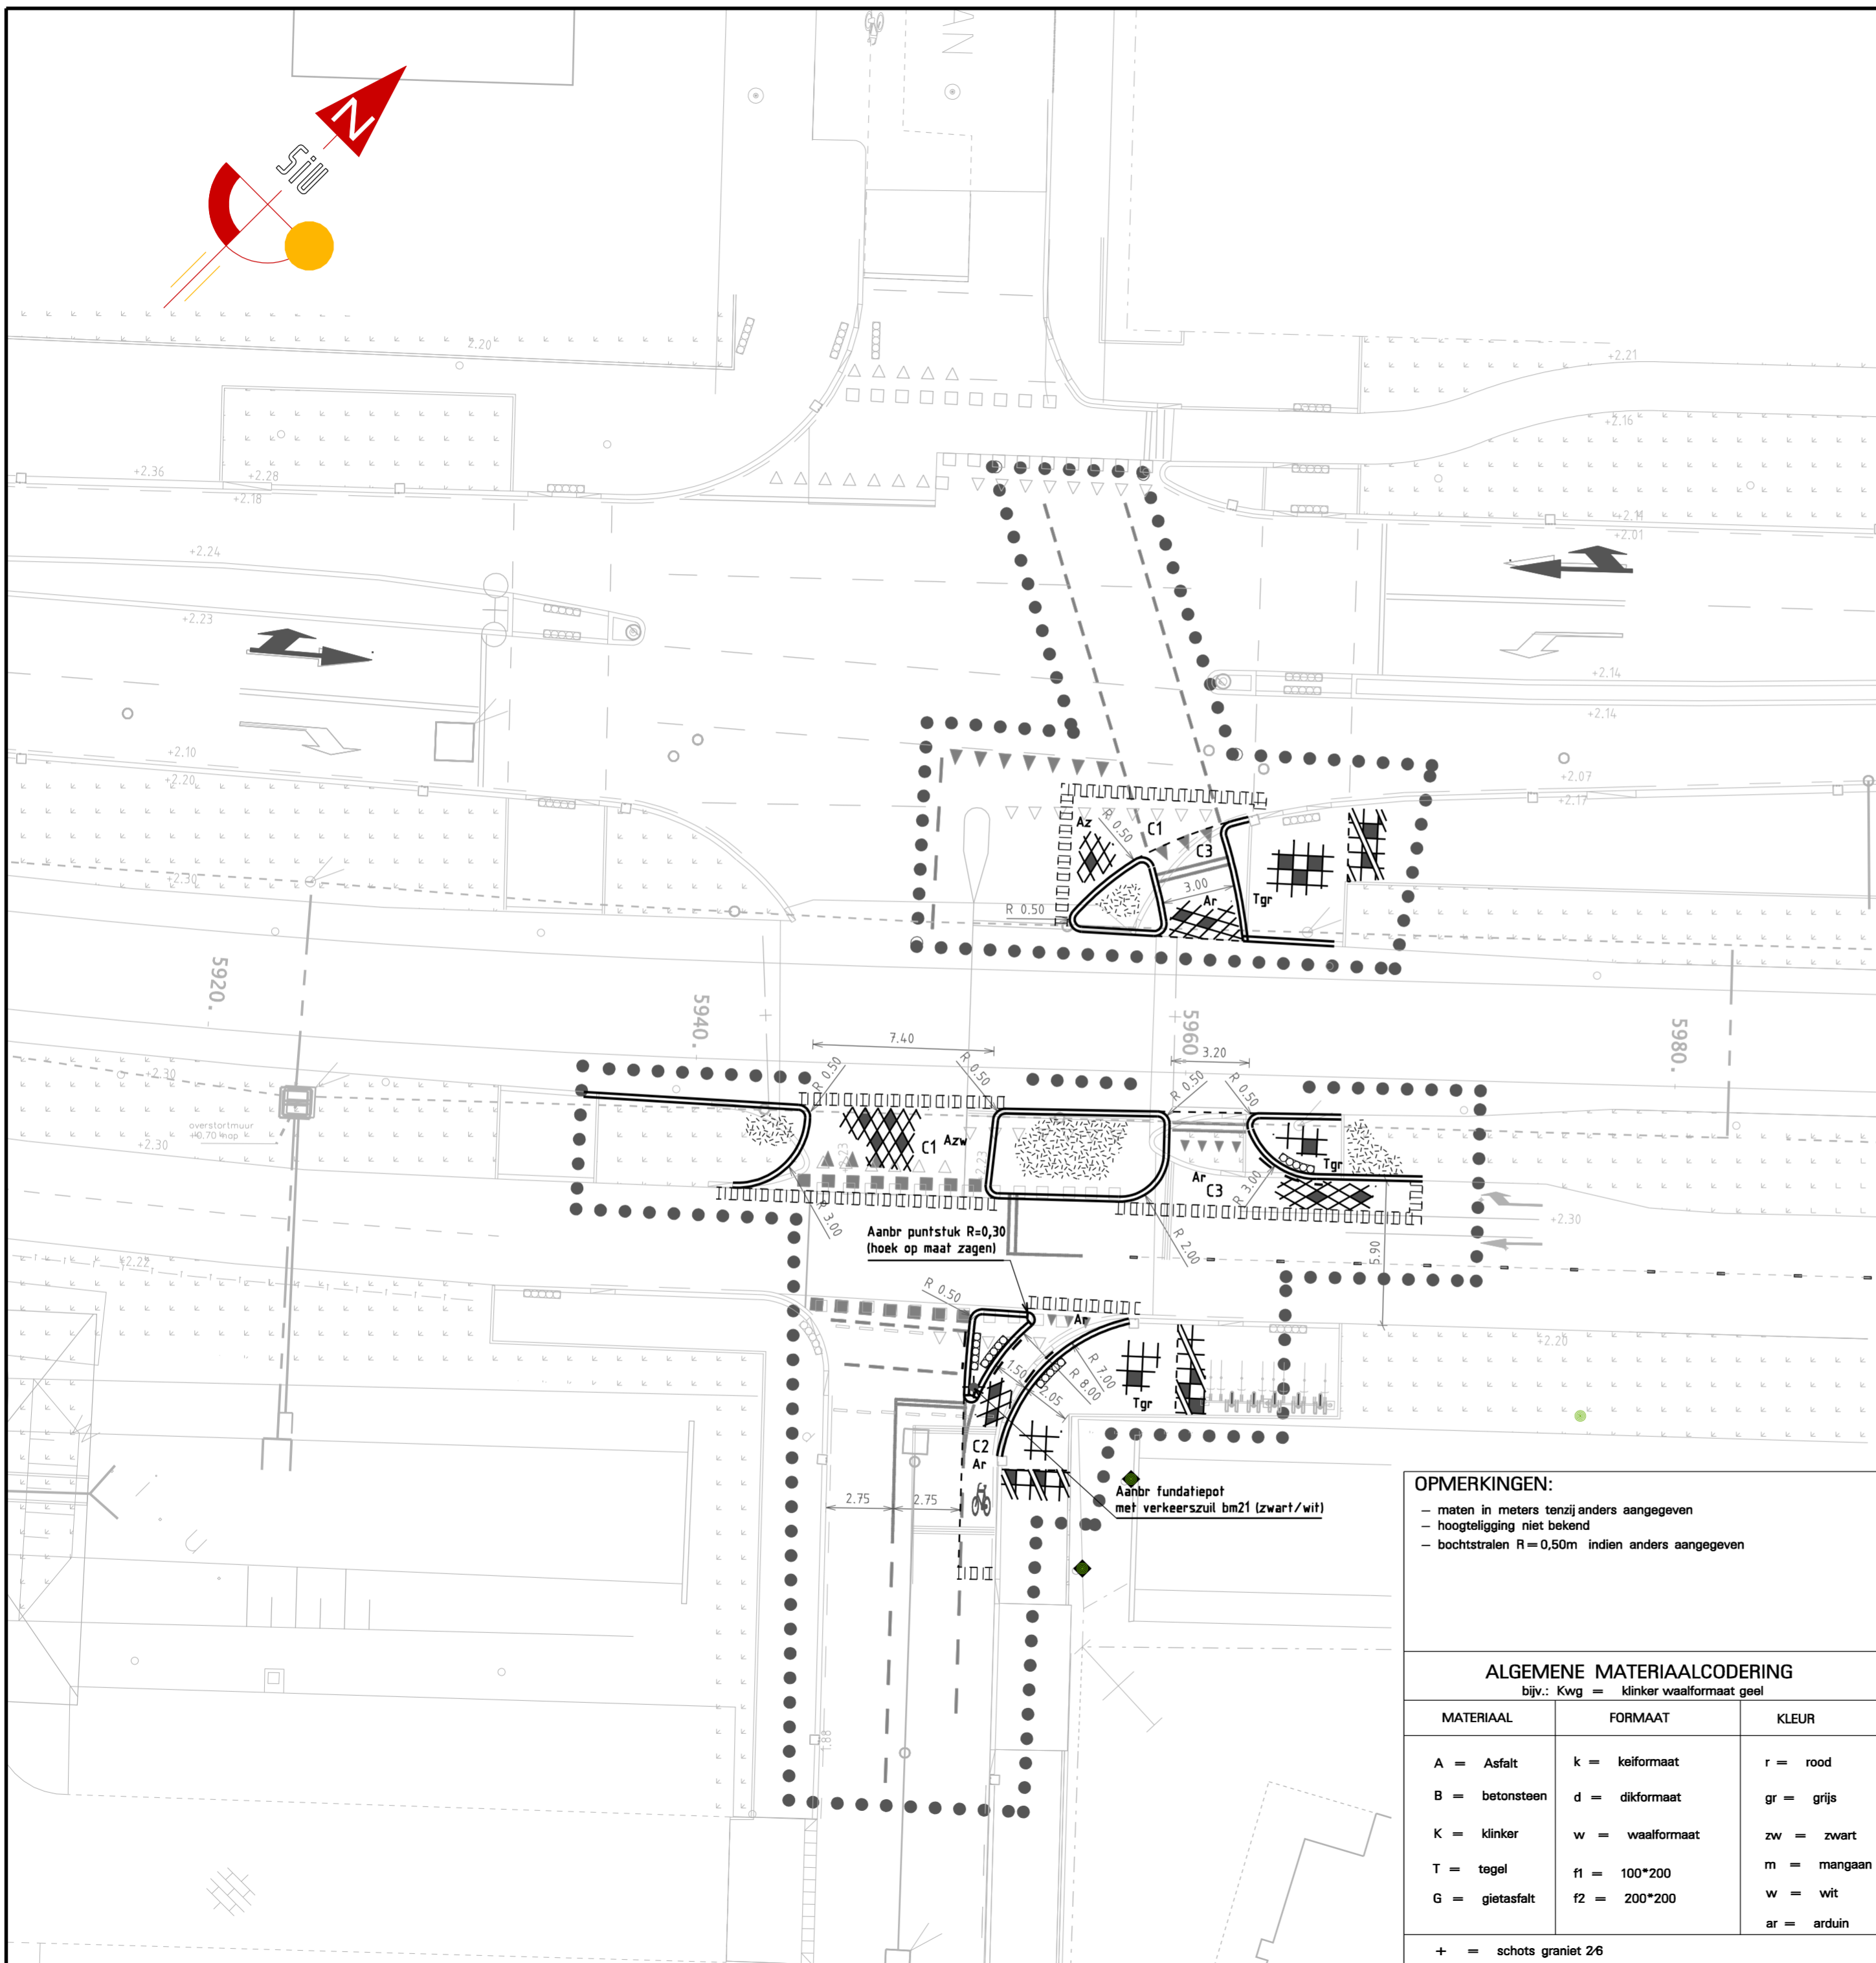 N
sild
2.20
+2.21
+2.16
+2.36
+2.28
+2.18
+2.14
+2.01
+2.24
+2.23
+2.14
+2.14
+2.10
+2.20
+2.07
+2.17
Az
R 0.50
C1
C3
3.00
Ar
Tgr
R 0.50
+2.30
5920.
5940.
5960
5980.
7.40
3.20
R 0.50
R 0.50
R 0.50
R 0.50
+2.30
overstortmuur
+0.70 nap
+2.30
C1
Azw
2.23
2.23
Ar
C3
Tgr
R 3.00
R 3.00
R 2.00
+2.30
5.90
Aanbr puntstuk R=0,30
(hoek op maat zagen)
+2.22
R 0.50
Ar
R 7.00
R 8.00
1.50
2.05
Tgr
+2.20
C2
Ar
2.75
2.75
Aanbr fundatiepot
met verkeerszuil bm21 (zwart/wit)
1.88
OPMERKINGEN:
– maten in meters tenzij anders aangegeven
– hoogteligging niet bekend
– bochtstralen R=0,50m indien anders aangegeven
ALGEMENE MATERIAALCODERING
bijv.: Kwg = klinker waalformaat geel
MATERIAAL FORMAAT KLEUR
A = Asfalt k = keiformaat r = rood
B = betonsteen d = dikformaat gr = grijs
K = klinker w = waalformaat zw = zwart
T = tegel f1 = 100*200 m = mangaan
G = gietasfalt f2 = 200*200 w = wit
ar = arduin
+ = schots graniet 2/6